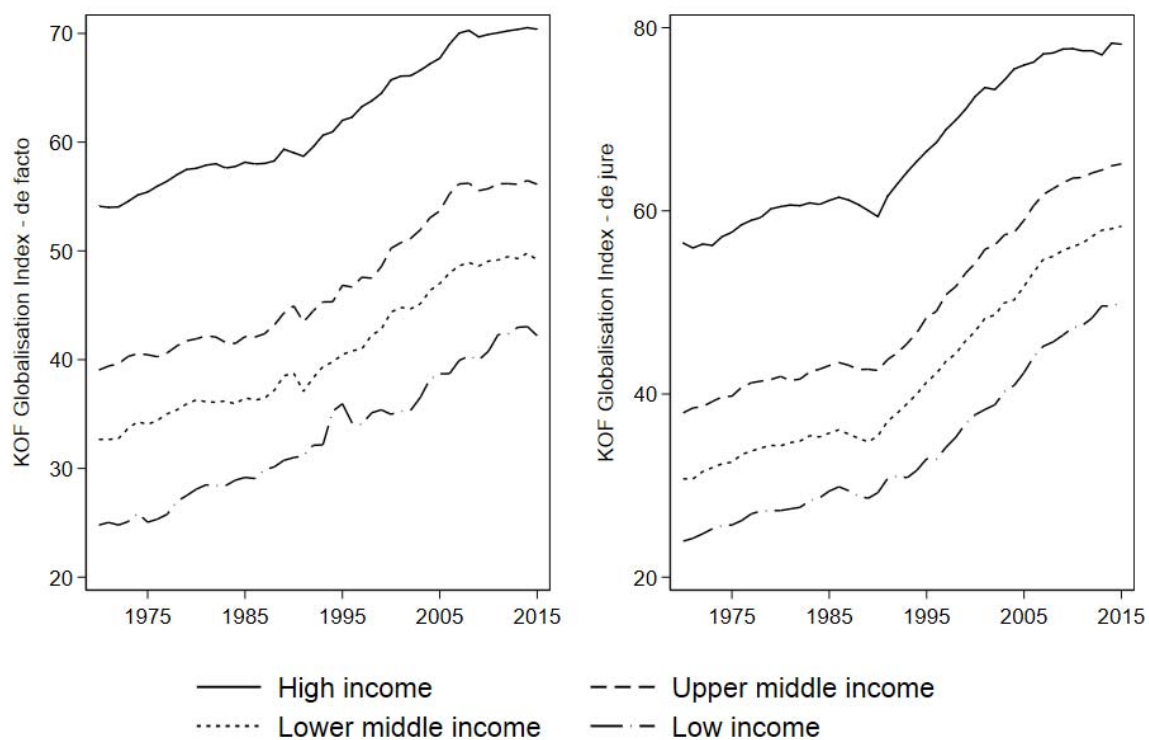 KOF Globalisation Index - de facto
70
60
50
40
30
20
1975 1985 1995 2005 2015
KOF Globalisation Index - de jure
80
60
40
20
1975 1985 1995 2005 2015
High income
Upper middle income
Lower middle income
Low income